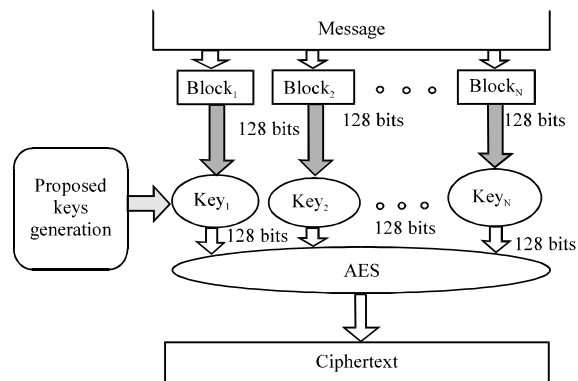 Message
Block1
Block2
BlockN
128 bits
128 bits
128 bits
Proposed
keys
generation
Key1
Key2
KeyN
128 bits
128 bits
128 bits
AES
Ciphertext